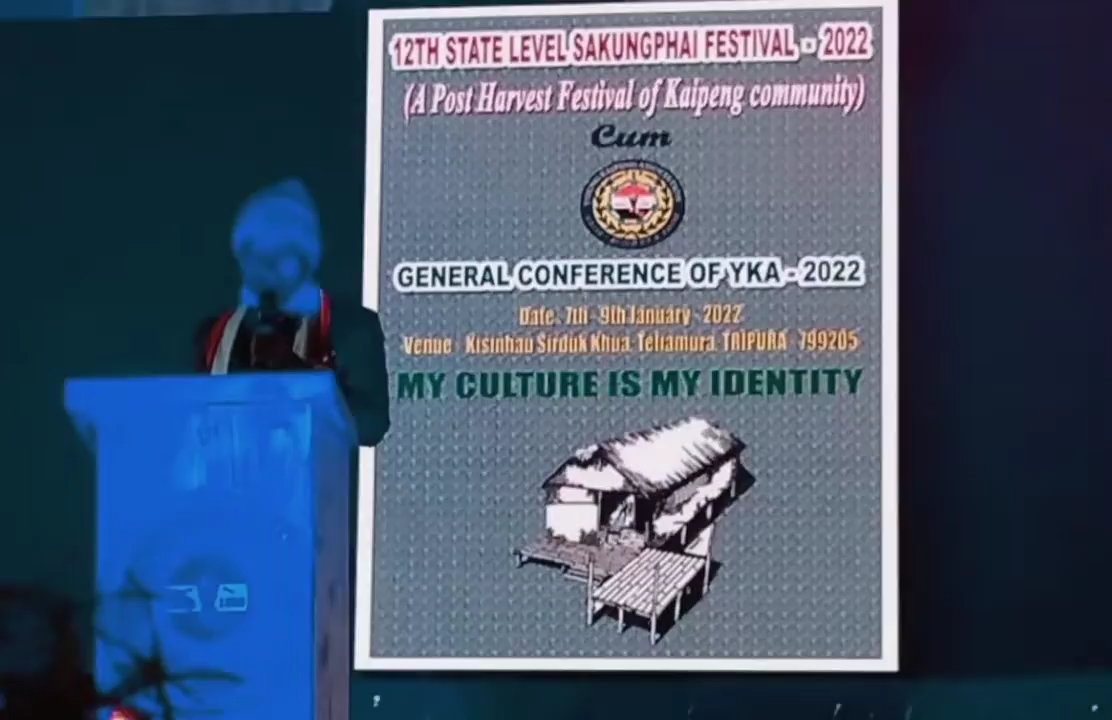 12TH STATE LEVEL SAKUNGPHAI FESTIVAL - 2022
(A Post Harvest Festival of Kaipeng community)
Cum
GENERAL CONFERENCE OF YKA - 2022
Date 7th 9th January 2022
Venue Kisinhau Sirduk Khua Teliamura TRIPURA 799205
MY CULTURE IS MY IDENTITY